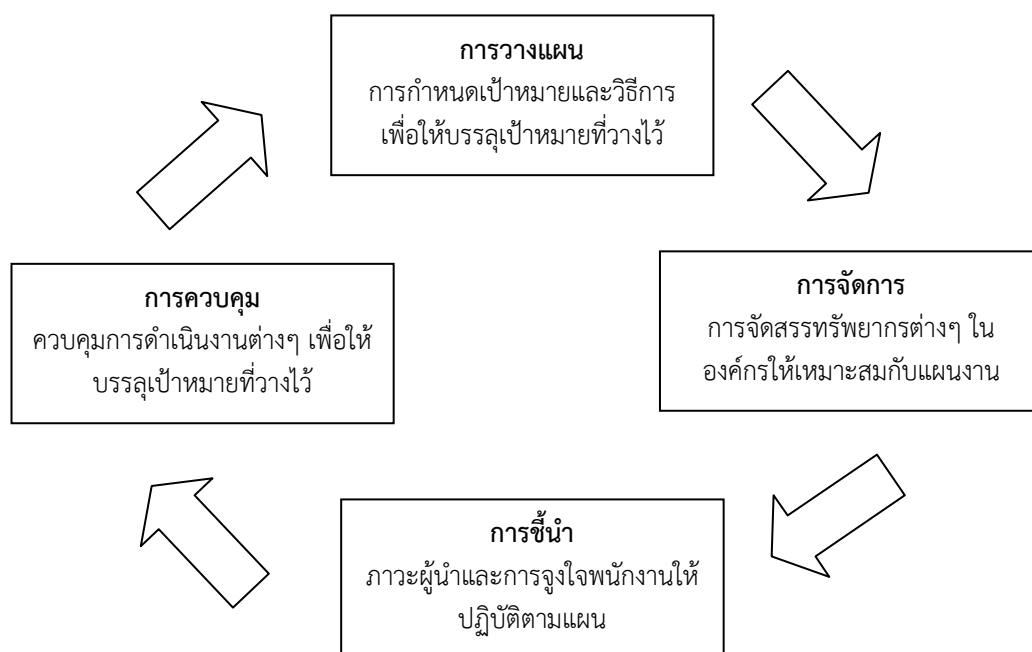 การวางแผน
การกำหนดเป้าหมายและวิธีการ
เพื่อให้บรรลุเป้าหมายที่วางไว้
การจัดการ
การจัดสรรทรัพยากรต่างๆ ใน
องค์กรให้เหมาะสมกับแผนงาน
การชี้นำ
ภาวะผู้นำและการจูงใจพนักงานให้
ปฏิบัติตามแผน
การควบคุม
ควบคุมการดำเนินงานต่างๆ เพื่อให้
บรรลุเป้าหมายที่วางไว้